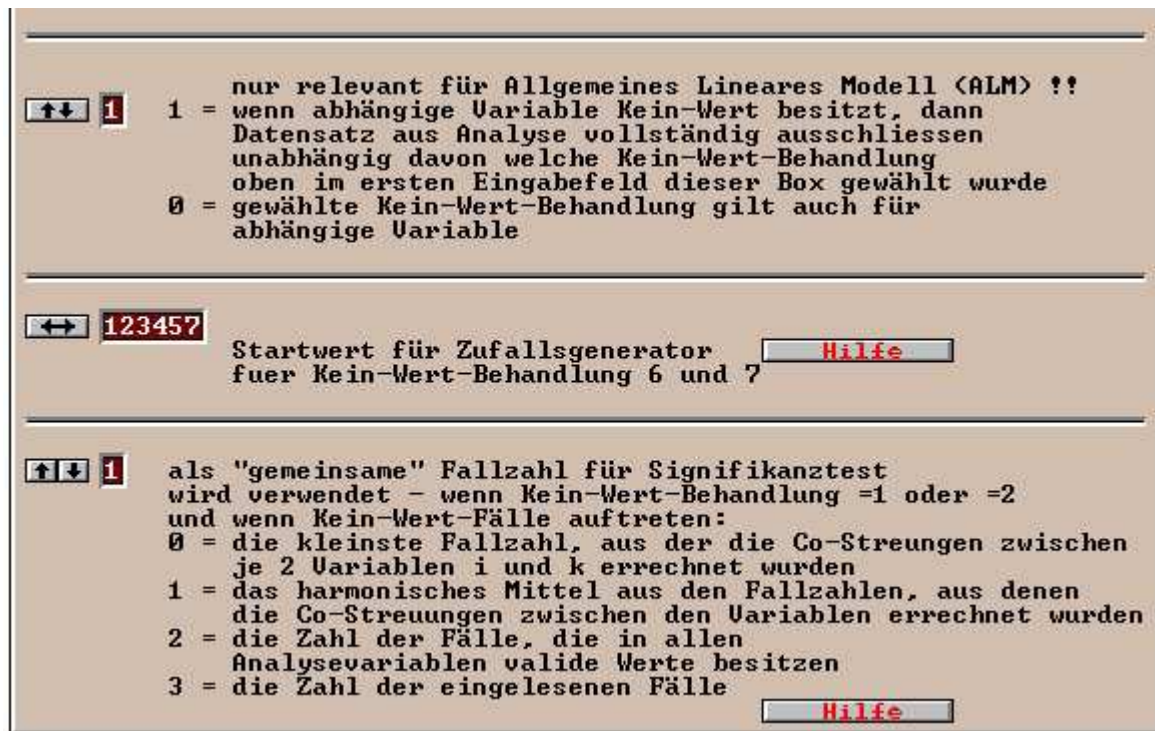 nur relevant für Allgemeines Lineares Modell (ALM) !!
↑↓ 1 1 = wenn abhängige Variable Kein-Wert besitzt, dann
Datensatz aus Analyse vollständig ausschliessen
unabhängig davon welche Kein-Wert-Behandlung
oben im ersten Eingabefeld dieser Box gewählt wurde
0 = gewählte Kein-Wert-Behandlung gilt auch für
abhängige Variable
↔ 123457
Startwert für Zufallsgenerator Hilfe
fuer Kein-Wert-Behandlung 6 und 7
↑↓ 1 als "gemeinsame" Fallzahl für Signifikanztest
wird verwendet - wenn Kein-Wert-Behandlung =1 oder =2
und wenn Kein-Wert-Fälle auftreten:
0 = die kleinste Fallzahl, aus der die Co-Streungen zwischen
je 2 Variablen i und k errechnet wurden
1 = das harmonisches Mittel aus den Fallzahlen, aus denen
die Co-Streuungen zwischen den Variablen errechnet wurden
2 = die Zahl der Fälle, die in allen
Analysevariablen valide Werte besitzen
3 = die Zahl der eingelesenen Fälle
Hilfe